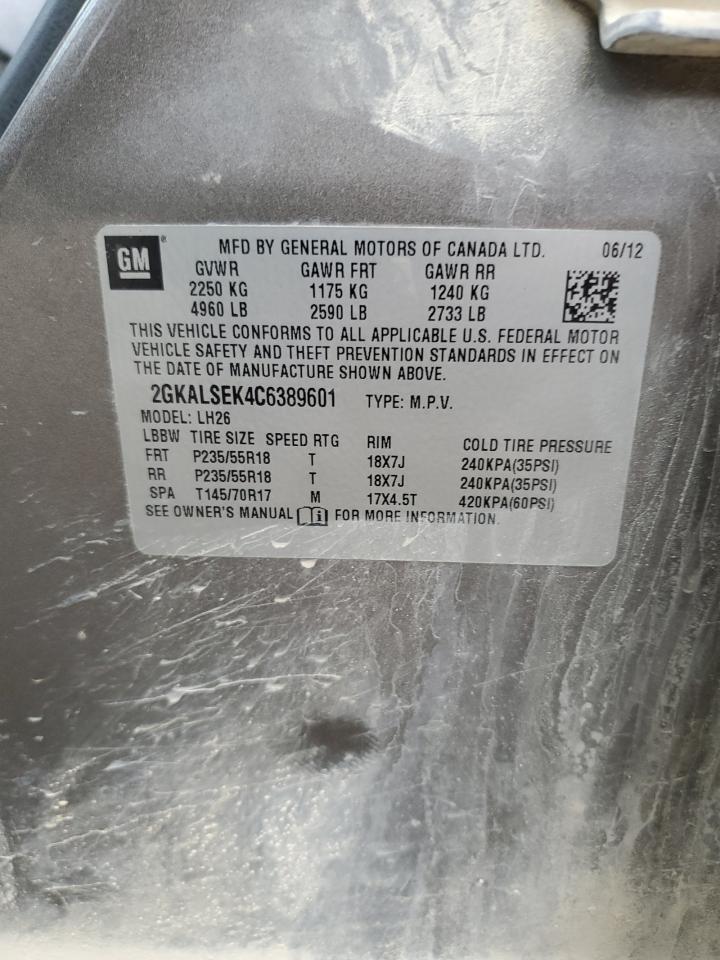 GM ® MFD BY GENERAL MOTORS OF CANADA LTD. 06/12
GVWR GAWR FRT GAWR RR
2250 KG 1175 KG 1240 KG
4960 LB 2590 LB 2733 LB
THIS VEHICLE CONFORMS TO ALL APPLICABLE U.S. FEDERAL MOTOR
VEHICLE SAFETY AND THEFT PREVENTION STANDARDS IN EFFECT ON
THE DATE OF MANUFACTURE SHOWN ABOVE.
2GKALSEK4C6389601 TYPE: M.P.V.
MODEL: LH26
LBBW TIRE SIZE SPEED RTG RIM COLD TIRE PRESSURE
FRT P235/55R18 T 18X7J 240KPA(35PSI)
RR P235/55R18 T 18X7J 240KPA(35PSI)
SPA T145/70R17 M 17X4.5T 420KPA(60PSI)
SEE OWNER'S MANUAL FOR MORE INFORMATION.